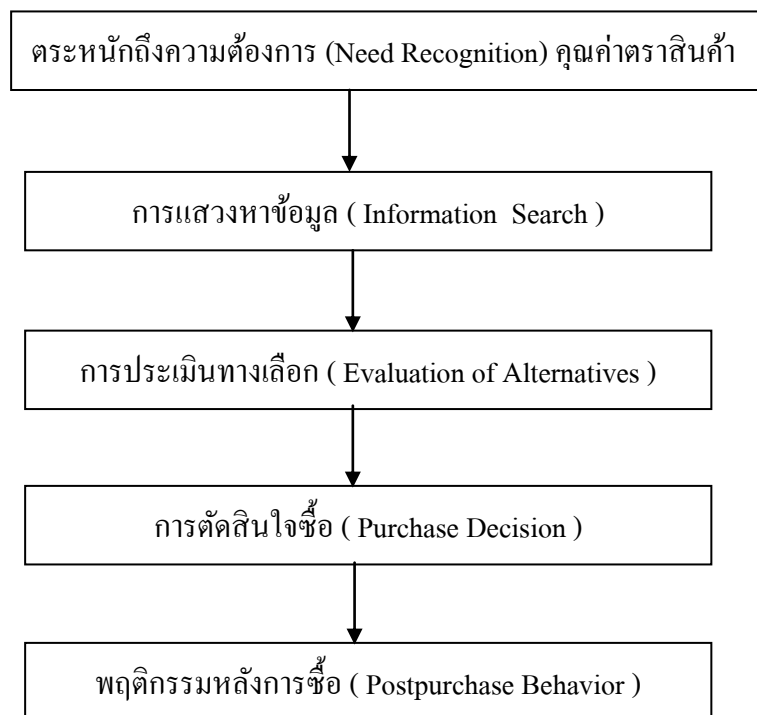 ตระหนักถึงความต้องการ (Need Recognition) คุณค่าตราสินค้า
การแสวงหาข้อมูล ( Information Search )
การประเมินทางเลือก ( Evaluation of Alternatives )
การตัดสินใจซื้อ ( Purchase Decision )
พฤติกรรมหลังการซื้อ ( Postpurchase Behavior )